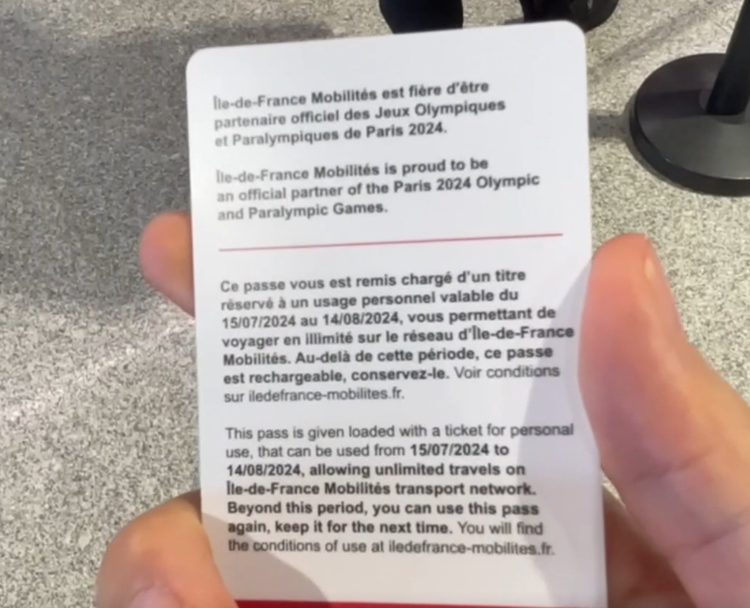 Île-de-France Mobilités est fière d'être
partenaire officiel des Jeux Olympiques
et Paralympiques de Paris 2024.
Île-de-France Mobilités is proud to be
an official partner of the Paris 2024 Olympic
and Paralympic Games.
Ce passe vous est remis chargé d'un titre
réservé à un usage personnel valable du
15/07/2024 au 14/08/2024, vous permettant de
voyager en illimité sur le réseau d'Île-de-France
Mobilités. Au-delà de cette période, ce passe
est rechargeable, conservez-le. Voir conditions
sur iledefrance-mobilites.fr.
This pass is given loaded with a ticket for personal
use, that can be used from 15/07/2024 to
14/08/2024, allowing unlimited travels on
Île-de-France Mobilités transport network.
Beyond this period, you can use this pass
again, keep it for the next time. You will find
the conditions of use at iledefrance-mobilites.fr.